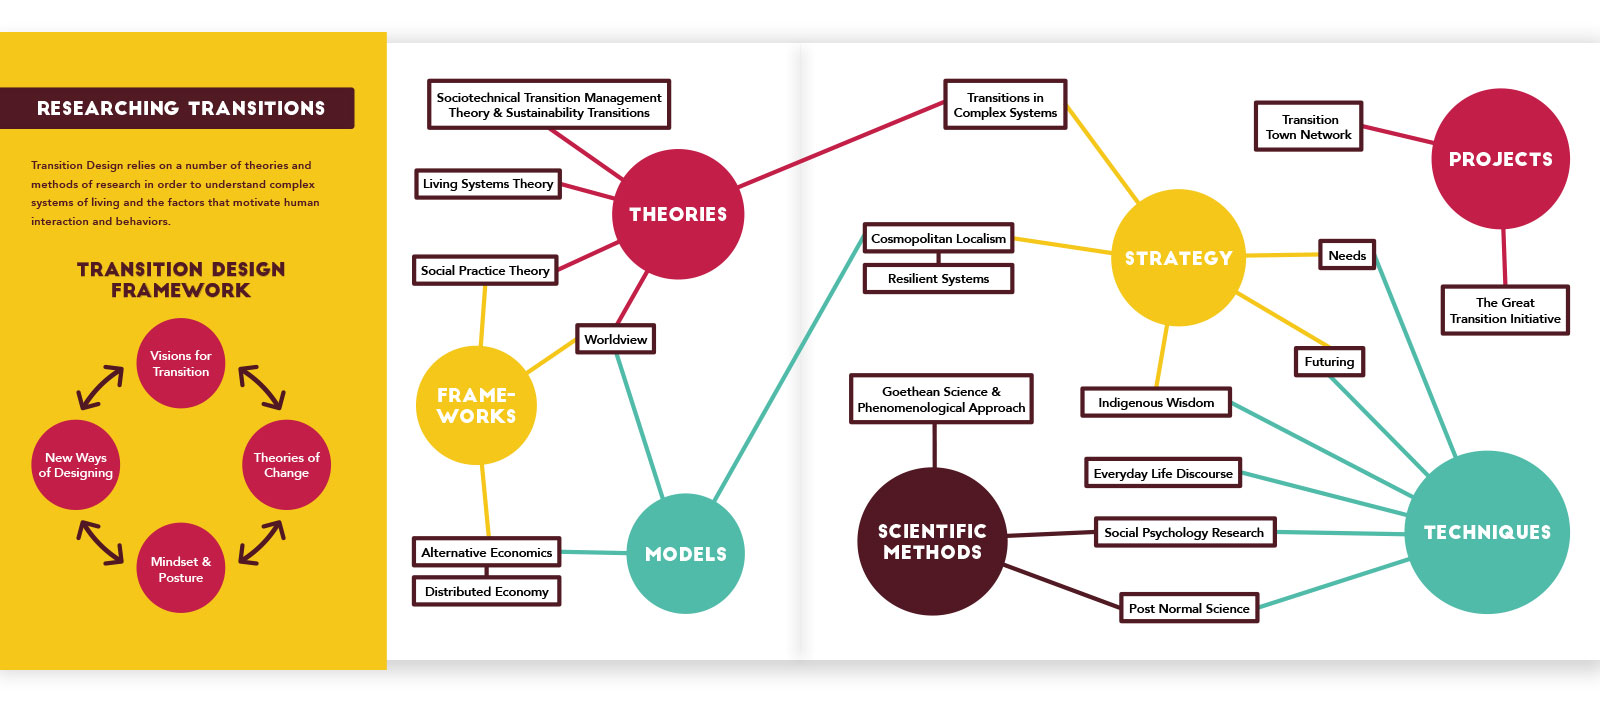 RESEARCHING TRANSITIONS
Transition Design relies on a number of theories and
methods of research in order to understand complex
systems of living and the factors that motivate human
interaction and behaviors.
TRANSITION DESIGN
FRAMEWORK
Visions for
Transition
New Ways
of Designing
Theories of
Change
Mindset &
Posture
Sociotechnical Transition Management
Theory & Sustainability Transitions
Living Systems Theory
THEORIES
Social Practice Theory
Worldview
FRAME-
WORKS
Alternative Economics
Distributed Economy
MODELS
Transitions in
Complex Systems
Transition
Town Network
PROJECTS
Cosmopolitan Localism
Resilient Systems
STRATEGY
Needs
The Great
Transition Initiative
Futuring
Goethean Science &
Phenomenological Approach
Indigenous Wisdom
Everyday Life Discourse
SCIENTIFIC
METHODS
Social Psychology Research
TECHNIQUES
Post Normal Science